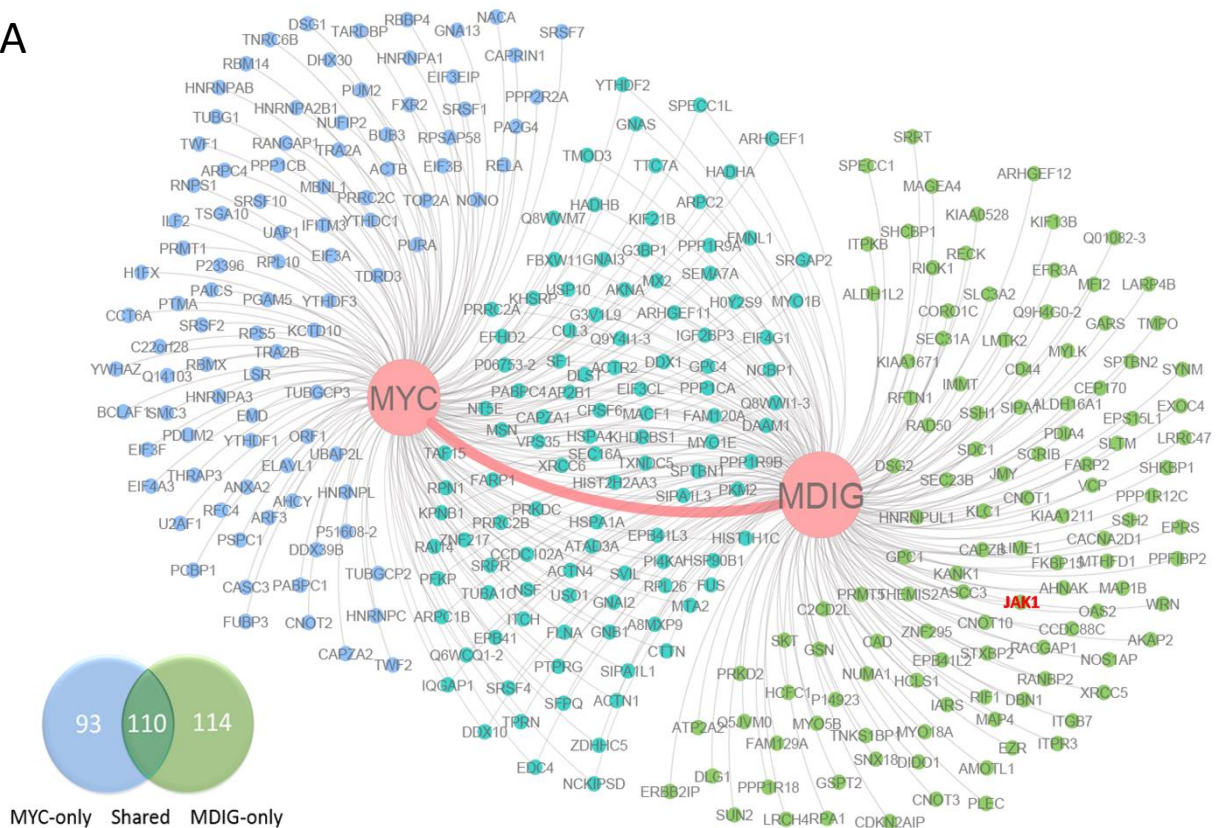 A
NACA
RBBP4
DSG1
TARDBP
GNA13
SRSF7
TNRC6B
HNRNPA1
CAPRIN1
DHX30
RBM14
EIF3EIP
YTHDF2
HNRNPAB
PUM2
PPP2R2A
SPECC1L
HNRNPA2B1
FXR2
SRSF1
TUBG1
NUFIP2
PA2G4
GNAS
BUB3
RPSAP58
ARHGEF1
SRRT
TWF1
RANGAP1
TRA2A
TMOD3
ARPC4
PPP1CB
ACTB
EIF3B
RELA
TTC7A
HADHA
SPECC1
ARHGEF12
RNPS1
MBNL1
MAGEA4
SRSF10
PRRC2C
TOP2A
NONO
HADHB
ARPC2
ILF2
TSGA10
IFITM3
YTHDC1
Q8WWM7
KIF21B
KIAA0528
KIF13B
UAP1
SHCBP1
PRMT1
EIF3A
PURA
G3BP1
PPP1R9A
FMNL1
ITPKB
RECK
Q01082-3
H1FX
P23396
RPL10
FBXW11
GNAI3
SRGAP2
RIOK1
EFR3A
TDRD3
MX2
SEMA7A
PAICS
USP10
AKNA
ALDH1L2
SLC3A2
MFI2
LARP4B
PTMA
PGAM5
YTHDF3
KHSRP
H0Y2S9
MYO1B
CORO1C
Q9H4G0-2
CCT6A
PRRC2A
G3V1L9
ARHGEF11
GARS
TMPO
SRSF2
RPS5
KCTD10
EFHD2
CUL3
Q9Y4I1-3
IGF2BP3
EIF4G1
SEC31A
LMTK2
C22orf28
TRA2B
MYLK
YWHAZ
RBMX
P06753-2
SF1
ACTR2
DDX1
GPC4
NCBP1
KIAA1671
CD44
SPTBN2
SYNM
Q14103
LSR
DLST
HNRNPA3
TUBGCP3
PABPC4
AP2B1
EIF3CL
PPP1CA
Q8WWI1-3
RFTN1
IMMT
CEP170
BCLAF1
SMC3
EMD
MYC
NT5E
CAPZA1
CPSF6
MACF1
FAM120A
DAAM1
SSH1
SIPA1
ALDH16A1
EPS15L1
EXOC4
PDLIM2
YTHDF1
ORF1
MSN
RAD50
PDIA4
EIF3F
UBAP2L
VPS35
HSPA4
KHDRBS1
MYO1E
SDC1
SCRIB
SLTM
LRRC47
THRAP3
ELAVL1
TAF15
SEC16A
PPP1R9B
DSG2
JMY
FARP2
SHKBP1
EIF4A3
ANXA2
XRCC6
TXNDC5
SPTBN1
SEC23B
VCP
AHCY
HNRNPL
RPN1
FARP1
HIST2H2AA3
PKM2
MDIG
CNOT1
PPP1R12C
U2AF1
RFC4
ARF3
KPNB1
PRKDC
SIPA1L3
HNRNPUL1
KLC1
KIAA1211
P51608-2
PRRC2B
HSPA1A
SSH2
PSPC1
RAI14
ZNF217
EPB41L3
HIST1H1C
CACNA2D1
EPRS
DDX39B
CCDC102A
ATAD3A
GPC1
LIME1
PCBP1
PI4KA
HSP90B1
FKBP15
MTHFD1
PPFIBP2
TUBGCP2
PFKP
SRPR
ACTN4
SVIL
KANK1
CASC3
PABPC1
NSF
RPL26
FUS
ASCC3
AHNAK
MAP1B
TUBA1C
USO1
GNAI2
MTA2
C2CD2L
PRMT5
THEMIS2
JAK1
OAS2
WRN
FUBP3
CNOT2
HNRNPC
ARPC1B
ITCH
A8MXP9
CNOT10
CCDC88C
AKAP2
EPB41
FLNA
GNB1
SKT
CAD
ZNF295
RACGAP1
CAPZA2
TWF2
Q6WCQ1-2
PTPRG
CTTN
GSN
EPB41L2
STXBP2
NOS1AP
IQGAP1
SIPA1L1
PRKD2
NUMA1
HCLS1
RANBP2
XRCC5
SRSF4
ACTN1
HCFC1
P14923
RIF1
DBN1
SFPQ
IARS
TPRN
ATP2A2
Q5JVM0
MYO5B
MAP4
ITGB7
DDX10
ZDHHC5
TNKS1BP1
MYO18A
EZR
ITPR3
FAM129A
SNX18
DIDO1
AMOTL1
EDC4
NCKIPSD
ERBB2IP
DLG1
PPP1R18
GSPT2
CNOT3
PLEC
SUN2
LRCH4
RPA1
CDKN2AIP
93
110
114
MYC-only
Shared
MDIG-only